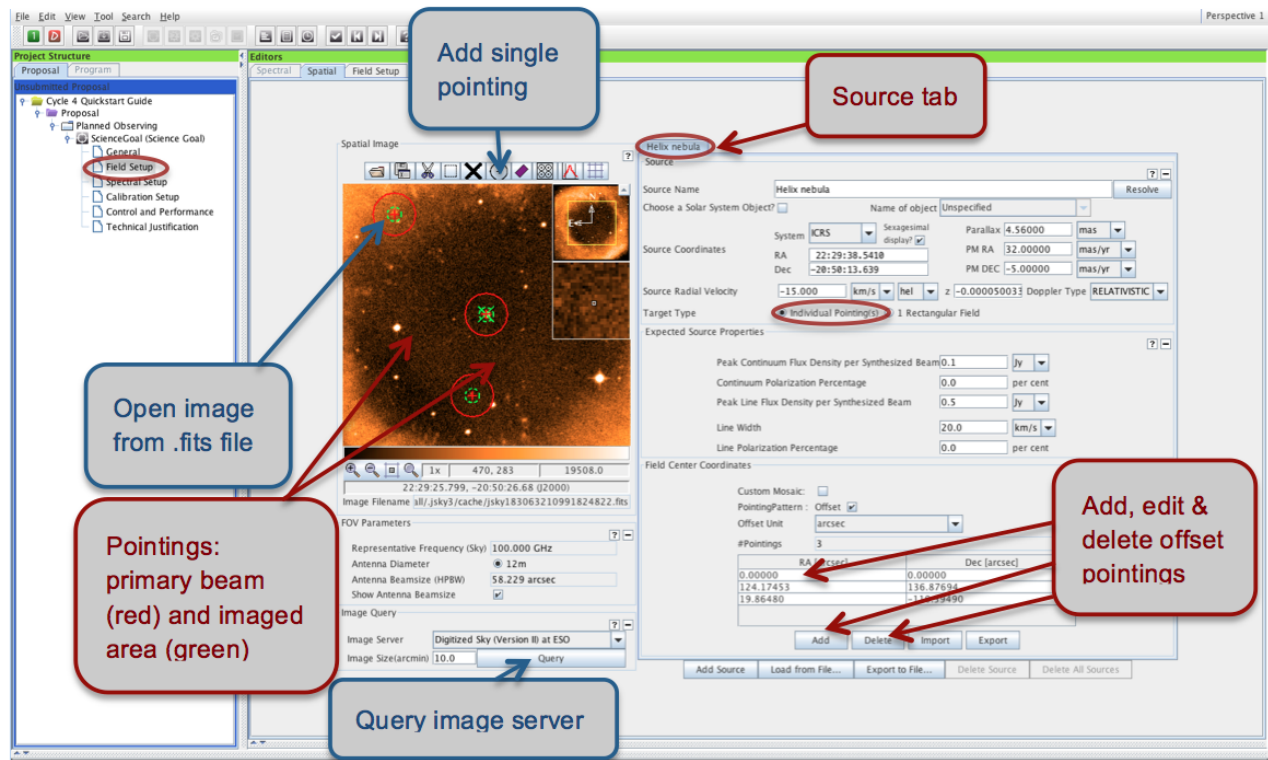 File Edit View Tool Search Help
Perspective 1
Project Structure
Proposal Program
Unsubmitted Proposal
Cycle 4 Quickstart Guide
Proposal
Planned Observing
ScienceGoal (Science Goal)
General
Field Setup
Spectral Setup
Calibration Setup
Control and Performance
Technical Justification
Editors
Spectral Spatial Field Setup
Add single
pointing
Source tab
Open image
from .fits file
Pointings:
primary beam
(red) and imaged
area (green)
Query image server
Add, edit &
delete offset
pointings
Spatial Image
?
N
E
1x 470, 283 19508.0
22:29:25.799, -20:50:26.68 (J2000)
Image Filename all/.jsky3/cache/jsky183063210991824822.fits
FOV Parameters
? −
Representative Frequency (Sky) 100.000 GHz
Antenna Diameter 12m
Antenna Beamsize (HPBW) 58.229 arcsec
Show Antenna Beamsize
Image Query
? −
Image Server Digitized Sky (Version II) at ESO
Image Size(arcmin) 10.0 Query
Helix nebula
Source
? −
Source Name Helix nebula Resolve
Choose a Solar System Object? Name of object Unspecified
Source Coordinates
System ICRS Sexagesimal display? Parallax 4.56000 mas
RA 22:29:38.5410 PM RA 32.00000 mas/yr
Dec -20:50:13.639 PM DEC -5.00000 mas/yr
Source Radial Velocity -15.000 km/s hel z -0.000050033 Doppler Type RELATIVISTIC
Target Type Individual Pointing(s) 1 Rectangular Field
Expected Source Properties
? −
Peak Continuum Flux Density per Synthesized Beam 0.1 Jy
Continuum Polarization Percentage 0.0 per cent
Peak Line Flux Density per Synthesized Beam 0.5 Jy
Line Width 20.0 km/s
Line Polarization Percentage 0.0 per cent
Field Center Coordinates
Custom Mosaic:
PointingPattern : Offset
Offset Unit arcsec
#Pointings 3
RA [arcsec] Dec [arcsec]
0.00000 0.00000
124.17453 136.87694
19.86480
Add Delete Import Export
Add Source Load from File... Export to File... Delete Source Delete All Sources